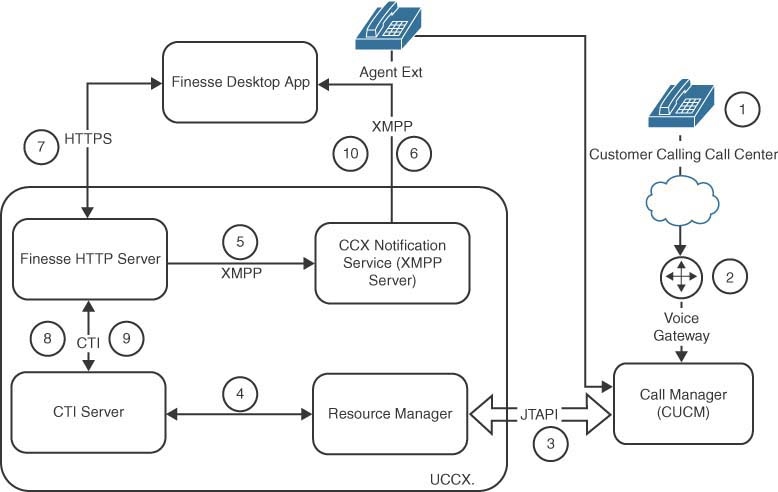 Finesse Desktop App
Agent Ext
1
Customer Calling Call Center
7
HTTPS
XMPP
10
6
Finesse HTTP Server
5
XMPP
CCX Notification
Service (XMPP
Server)
2
Voice
Gateway
8
CTI
9
CTI Server
4
Resource Manager
JTAPI
3
Call Manager
(CUCM)
UCCX.